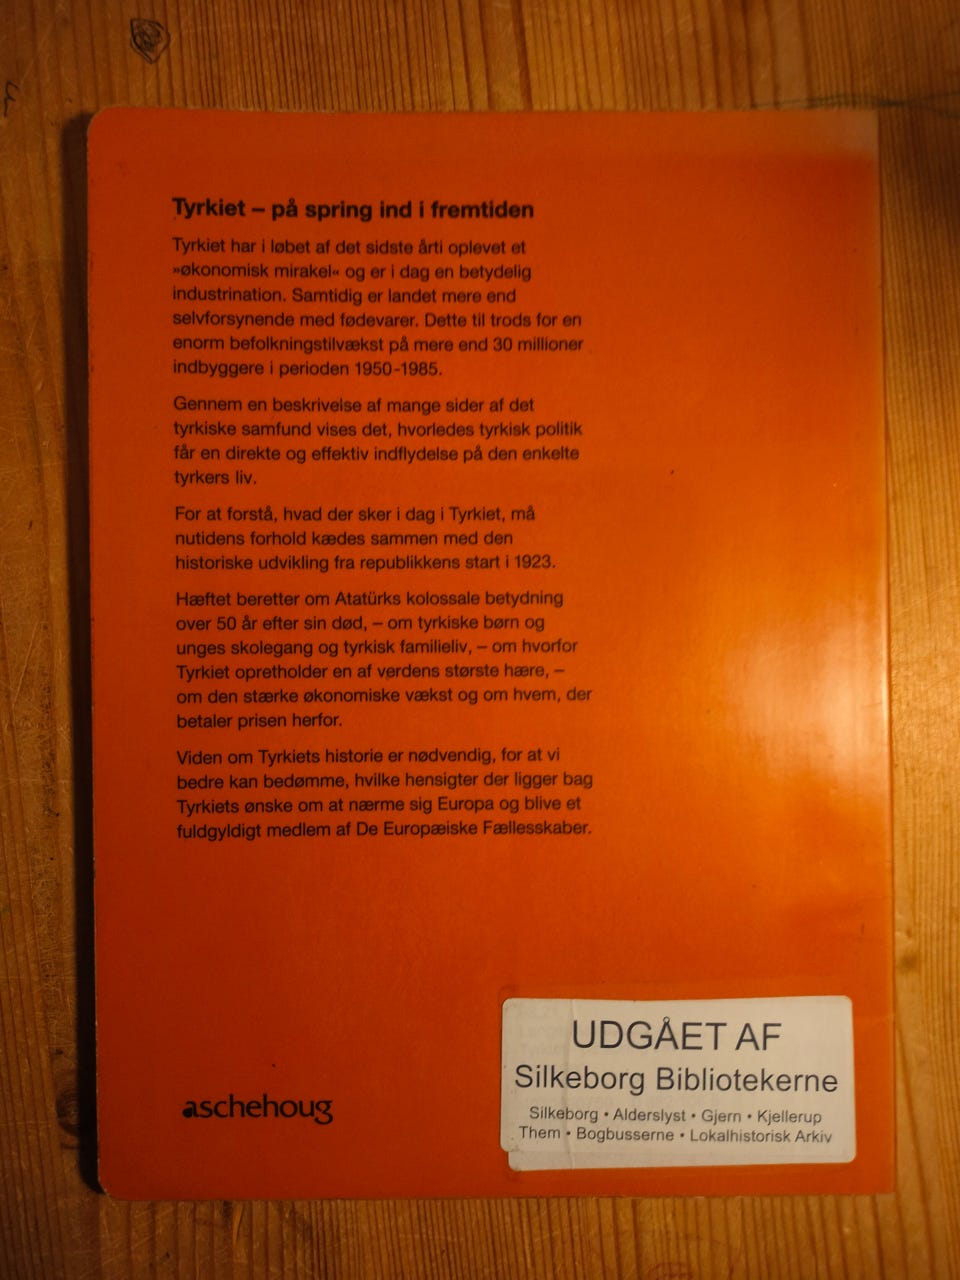 Tyrkiet – på spring ind i fremtiden
Tyrkiet har i løbet af det sidste årti oplevet et
»økonomisk mirakel« og er i dag en betydelig
industrination. Samtidig er landet mere end
selvforsynende med fødevarer. Dette til trods for en
enorm befolkningstilvækst på mere end 30 millioner
indbyggere i perioden 1950-1985.
Gennem en beskrivelse af mange sider af det
tyrkiske samfund vises det, hvorledes tyrkisk politik
får en direkte og effektiv indflydelse på den enkelte
tyrkers liv.
For at forstå, hvad der sker i dag i Tyrkiet, må
nutidens forhold kædes sammen med den
historiske udvikling fra republikkens start i 1923.
Hæftet beretter om Atatürks kolossale betydning
over 50 år efter sin død, – om tyrkiske børn og
unges skolegang og tyrkisk familieliv, – om hvorfor
Tyrkiet opretholder en af verdens største hære, –
om den stærke økonomiske vækst og om hvem, der
betaler prisen herfor.
Viden om Tyrkiets historie er nødvendig, for at vi
bedre kan bedømme, hvilke hensigter der ligger bag
Tyrkiets ønske om at nærme sig Europa og blive et
fuldgyldigt medlem af De Europæiske Fællesskaber.
aschehoug
UDGÅET AF
Silkeborg Bibliotekerne
Silkeborg • Alderslyst • Gjern • Kjellerup
Them • Bogbusserne • Lokalhistorisk Arkiv